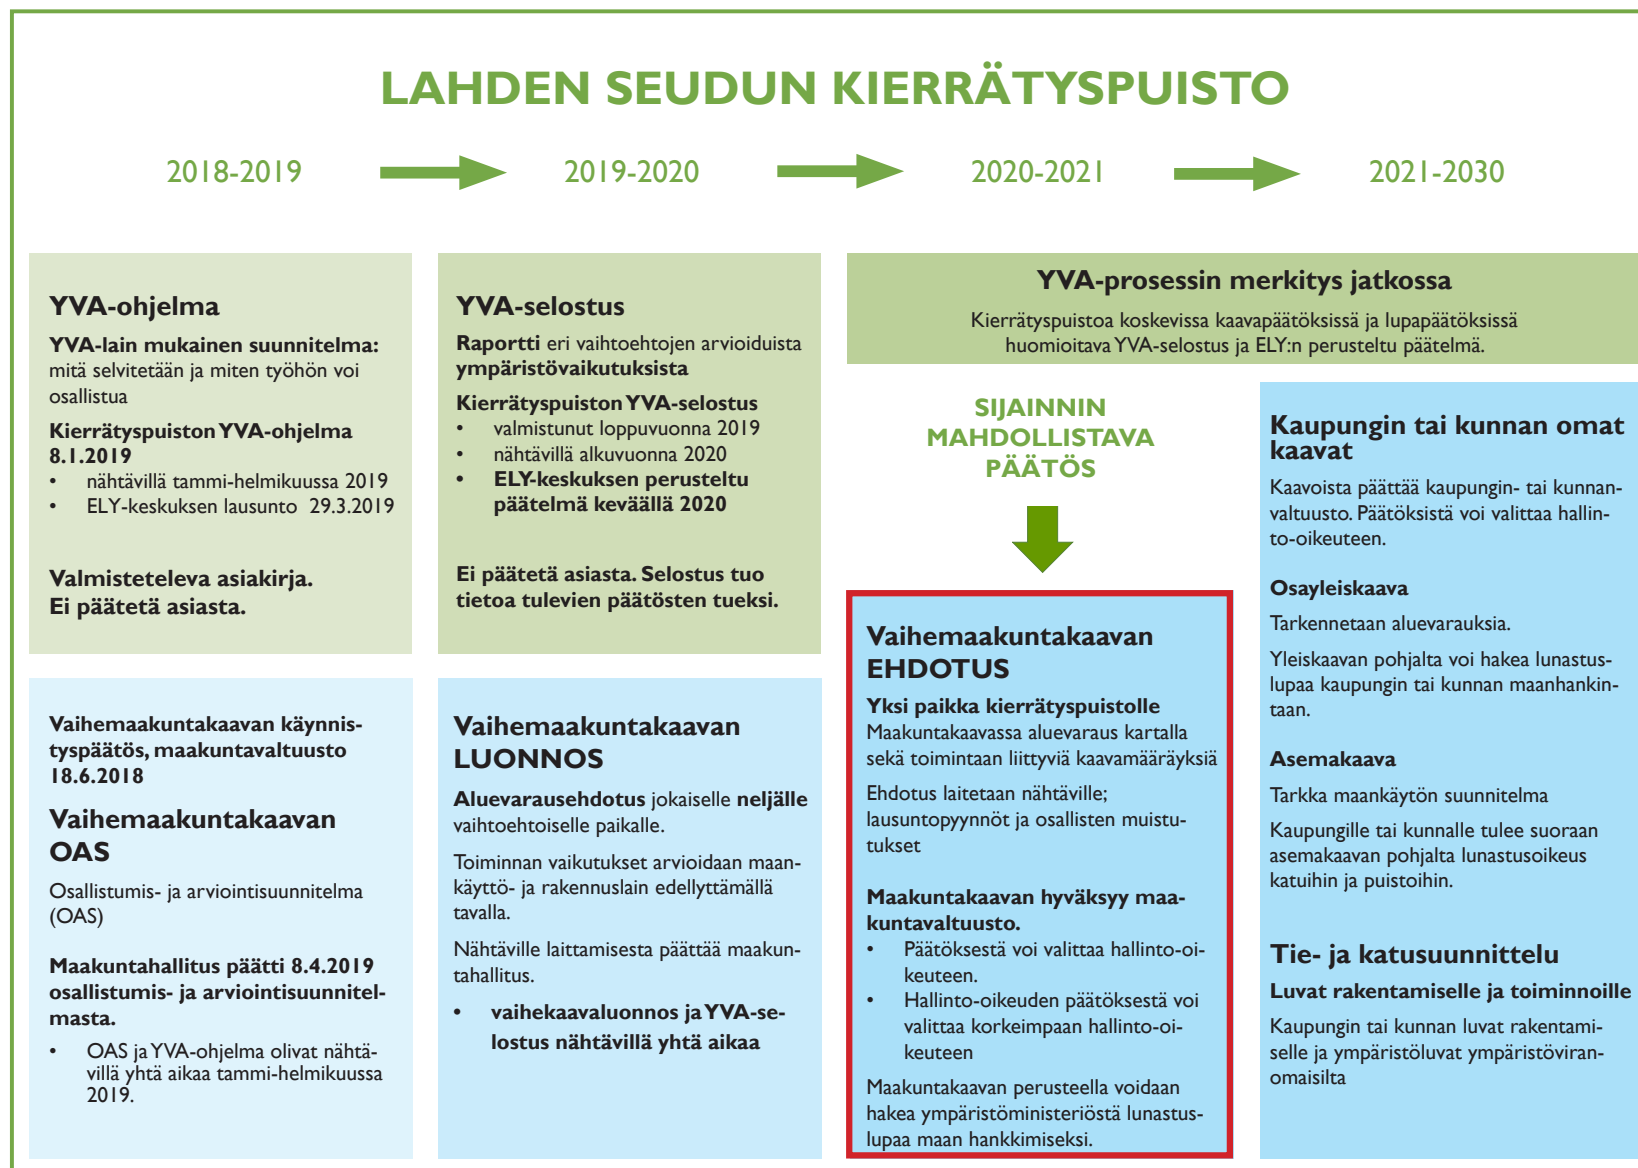 LAHDEN SEUDUN KIERRÄTYSPUISTO
2018-2019
2019-2020
2020-2021
2021-2030
YVA-ohjelma
YVA-lain mukainen suunnitelma:
mitä selvitetään ja miten työhön voi
osallistua
Kierrätyspuiston YVA-ohjelma
8.1.2019
• nähtävillä tammi-helmikuussa 2019
• ELY-keskuksen lausunto 29.3.2019
Valmisteleva asiakirja.
Ei päätetä asiasta.
YVA-selostus
Raportti eri vaihtoehtojen arvioiduista
ympäristövaikutuksista
Kierrätyspuiston YVA-selostus
• valmistunut loppuvuonna 2019
• nähtävillä alkuvuonna 2020
• ELY-keskuksen perusteltu
päätelmä keväällä 2020
Ei päätetä asiasta. Selostus tuo
tietoa tulevien päätösten tueksi.
YVA-prosessin merkitys jatkossa
Kierrätyspuistoa koskevissa kaavapäätöksissä ja lupapäätöksissä
huomioitava YVA-selostus ja ELY:n perusteltu päätelmä.
Vaihemaakuntakaavan käynnis-
tyspäätös, maakuntavaltuusto
18.6.2018
Vaihemaakuntakaavan
OAS
Osallistumis- ja arviointisuunnitelma
(OAS)
Maakuntahallitus päätti 8.4.2019
osallistumis- ja arviointisuunnitel-
masta.
• OAS ja YVA-ohjelma olivat nähtä-
villä yhtä aikaa tammi-helmikuussa
2019.
Vaihemaakuntakaavan
LUONNOS
Aluevarausehdotus jokaiselle neljälle
vaihtoehtoiselle paikalle.
Toiminnan vaikutukset arvioidaan maan-
käyttö- ja rakennuslain edellyttämällä
tavalla.
Nähtäville laittamisesta päättää maakun-
tahallitus.
• vaihekaavaluonnos ja YVA-se-
lostus nähtävillä yhtä aikaa
SIJAINNIN
MAHDOLLISTAVA
PÄÄTÖS
Vaihemaakuntakaavan
EHDOTUS
Yksi paikka kierrätyspuistolle
Maakuntakaavassa aluevaraus kartalla
sekä toimintaan liittyviä kaavamääräyksiä
Ehdotus laitetaan nähtäville;
lausuntopyynnöt ja osallisten muistu-
tukset
Maakuntakaavan hyväksyy maa-
kuntavaltuusto.
• Päätöksestä voi valittaa hallinto-oi-
keuteen.
• Hallinto-oikeuden päätöksestä voi
valittaa korkeimpaan hallinto-oi-
keuteen
Maakuntakaavan perusteella voidaan
hakea ympäristöministeriöstä lunastus-
lupaa maan hankkimiseksi.
Kaupungin tai kunnan omat
kaavat
Kaavoista päättää kaupungin- tai kunnan-
valtuusto. Päätöksistä voi valittaa hallin-
to-oikeuteen.
Osayleiskaava
Tarkennetaan aluevarauksia.
Yleiskaavan pohjalta voi hakea lunastus-
lupaa kaupungin tai kunnan maanhankin-
taan.
Asemakaava
Tarkka maankäytön suunnitelma
Kaupungille tai kunnalle tulee suoraan
asemakaavan pohjalta lunastusoikeus
katuihin ja puistoihin.
Tie- ja katusuunnittelu
Luvat rakentamiselle ja toiminnoille
Kaupungin tai kunnan luvat rakentami-
selle ja ympäristöluvat ympäristöviran-
omaisilta